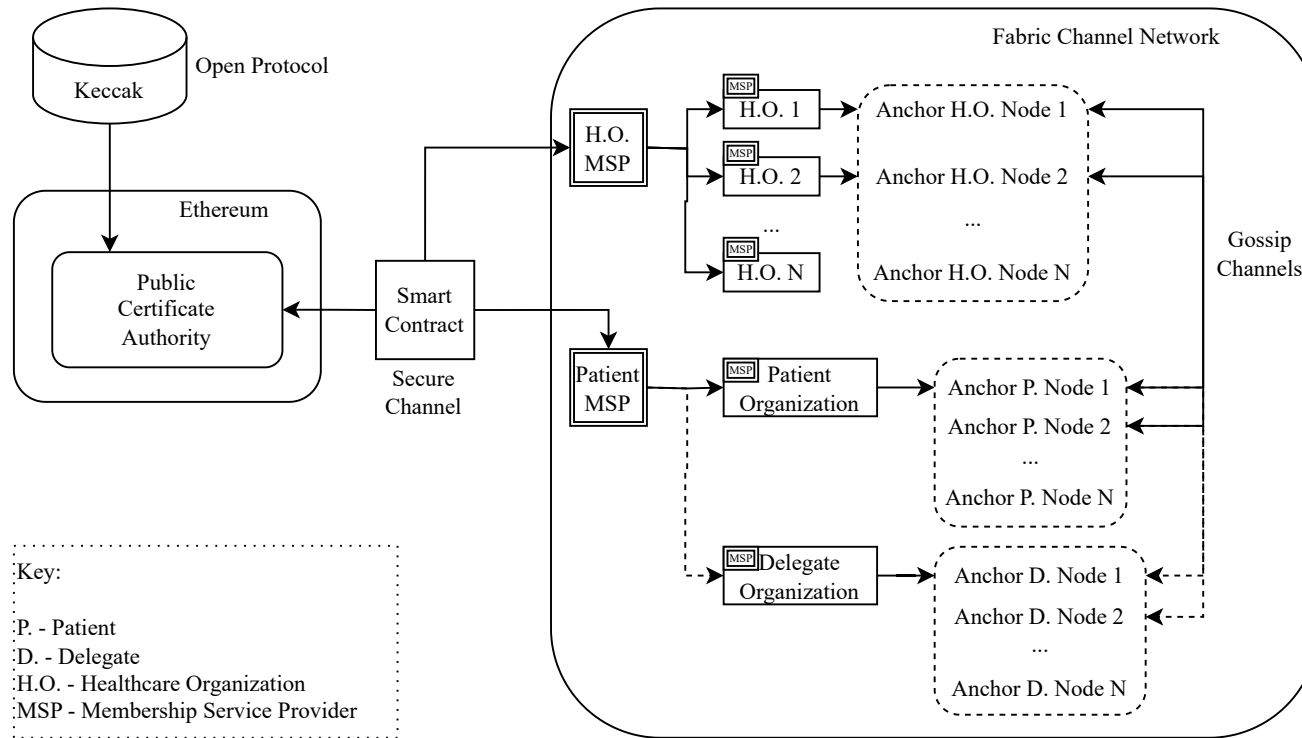 Keccak
Open Protocol
Ethereum
Public
Certificate
Authority
Smart
Contract
Secure
Channel
Fabric Channel Network
H.O.
MSP
MSP
H.O. 1
MSP
H.O. 2
...
MSP
H.O. N
Anchor H.O. Node 1
Anchor H.O. Node 2
...
Anchor H.O. Node N
Gossip
Channels
Patient
MSP
MSP
Patient
Organization
Anchor P. Node 1
Anchor P. Node 2
...
Anchor P. Node N
MSP
Delegate
Organization
Anchor D. Node 1
Anchor D. Node 2
...
Anchor D. Node N
Key:
P. - Patient
D. - Delegate
H.O. - Healthcare Organization
MSP - Membership Service Provider